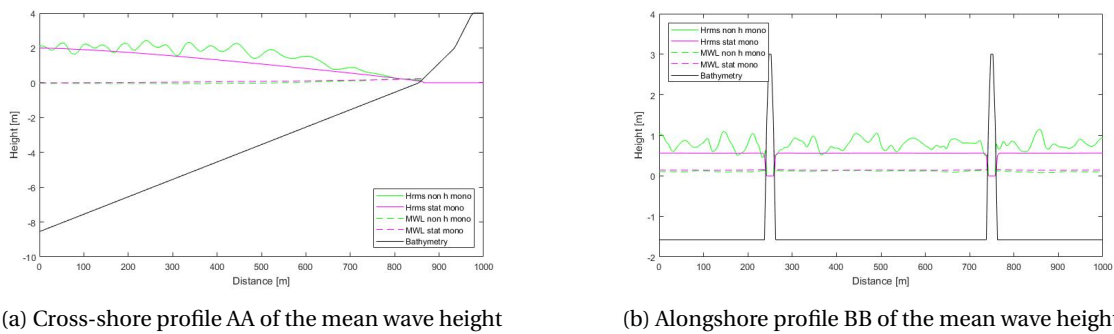 4
2
0
-2
-4
-6
-8
-10
Height [m]
Hrms non h mono
Hrms stat mono
MWL non h mono
MWL stat mono
Bathymetry
0 100 200 300 400 500 600 700 800 900 1000
Distance [m]
(a) Cross-shore profile AA of the mean wave height
4
3
2
1
0
-1
-2
Height [m]
Hrms non h mono
Hrms stat mono
MWL non h mono
MWL stat mono
Bathymetry
0 100 200 300 400 500 600 700 800 900 1000
Distance [m]
(b) Alongshore profile BB of the mean wave heigh